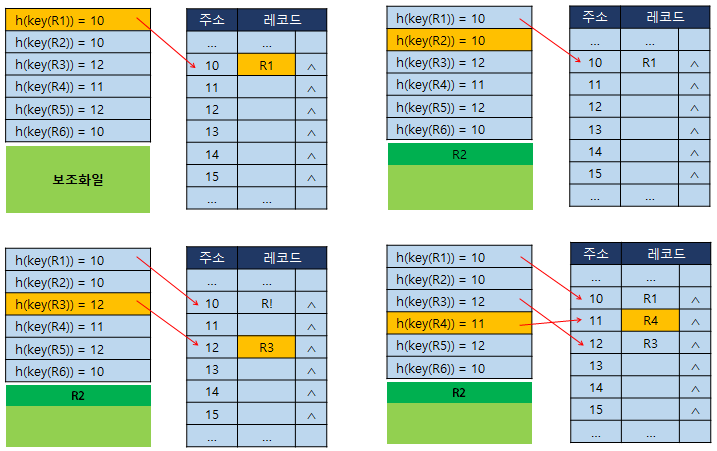 h(key(R1)) = 10
h(key(R2)) = 10
h(key(R3)) = 12
h(key(R4)) = 11
h(key(R5)) = 12
h(key(R6)) = 10
보조화일
주소 레코드
... ...
10 R1 ㅅ
11 ㅅ
12 ㅅ
13 ㅅ
14 ㅅ
15 ㅅ
... ...
h(key(R1)) = 10
h(key(R2)) = 10
h(key(R3)) = 12
h(key(R4)) = 11
h(key(R5)) = 12
h(key(R6)) = 10
R2
주소 레코드
... ...
10 R1 ㅅ
11 ㅅ
12 ㅅ
13 ㅅ
14 ㅅ
15 ㅅ
... ...
h(key(R1)) = 10
h(key(R2)) = 10
h(key(R3)) = 12
h(key(R4)) = 11
h(key(R5)) = 12
h(key(R6)) = 10
R2
주소 레코드
... ...
10 R! ㅅ
11 ㅅ
12 R3 ㅅ
13 ㅅ
14 ㅅ
15 ㅅ
... ...
h(key(R1)) = 10
h(key(R2)) = 10
h(key(R3)) = 12
h(key(R4)) = 11
h(key(R5)) = 12
h(key(R6)) = 10
R2
주소 레코드
... ...
10 R1 ㅅ
11 R4 ㅅ
12 R3 ㅅ
13 ㅅ
14 ㅅ
15 ㅅ
... ...